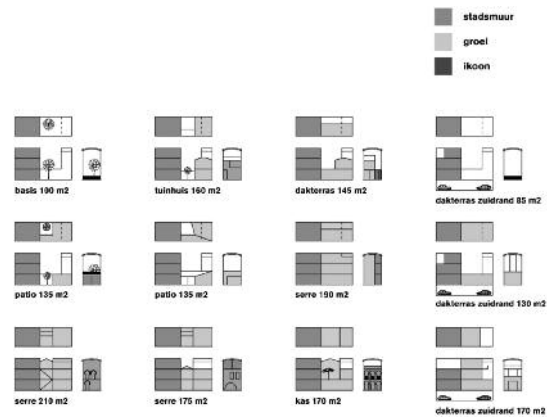 stadsmuur
groei
ikoon
basis 100 m2
tuinhuis 160 m2
dakterras 145 m2
dakterras zuidrand 85 m2
patio 135 m2
patio 135 m2
serre 190 m2
dakterras zuidrand 130 m2
serre 210 m2
serre 175 m2
kas 170 m2
dakterras zuidrand 170 m2